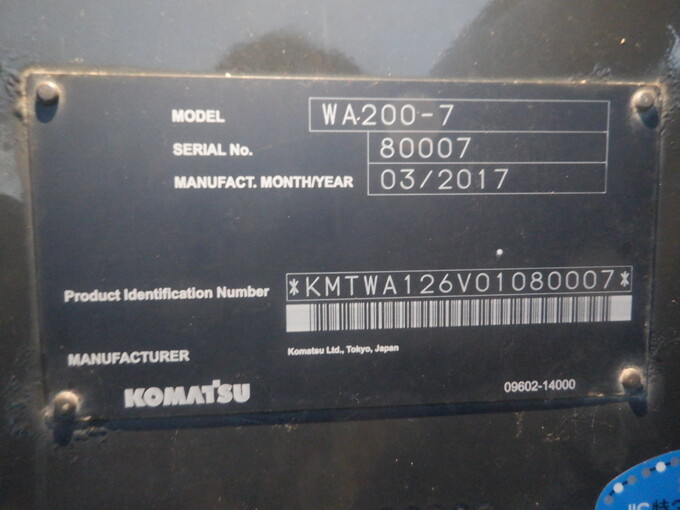 MODEL WA200-7
SERIAL No. 80007
MANUFACT. MONTH/YEAR 03/2017
Product Identification Number *KMTWA126V01080007*
MANUFACTURER Komatsu Ltd., Tokyo, Japan
KOMATSU 09602-14000